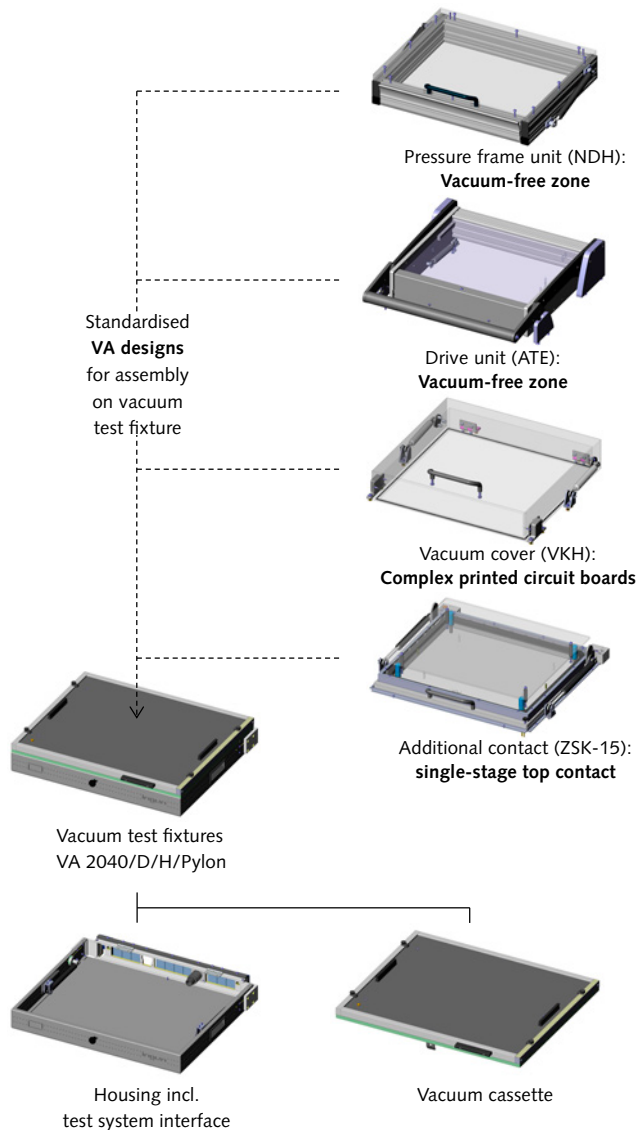 Pressure frame unit (NDH):
Vacuum-free zone
Standardised
VA designs
for assembly
on vacuum
test fixture
Drive unit (ATE):
Vacuum-free zone
Vacuum cover (VKH):
Complex printed circuit boards
Additional contact (ZSK-15):
single-stage top contact
Vacuum test fixtures
VA 2040/D/H/Pylon
Housing incl.
test system interface
Vacuum cassette